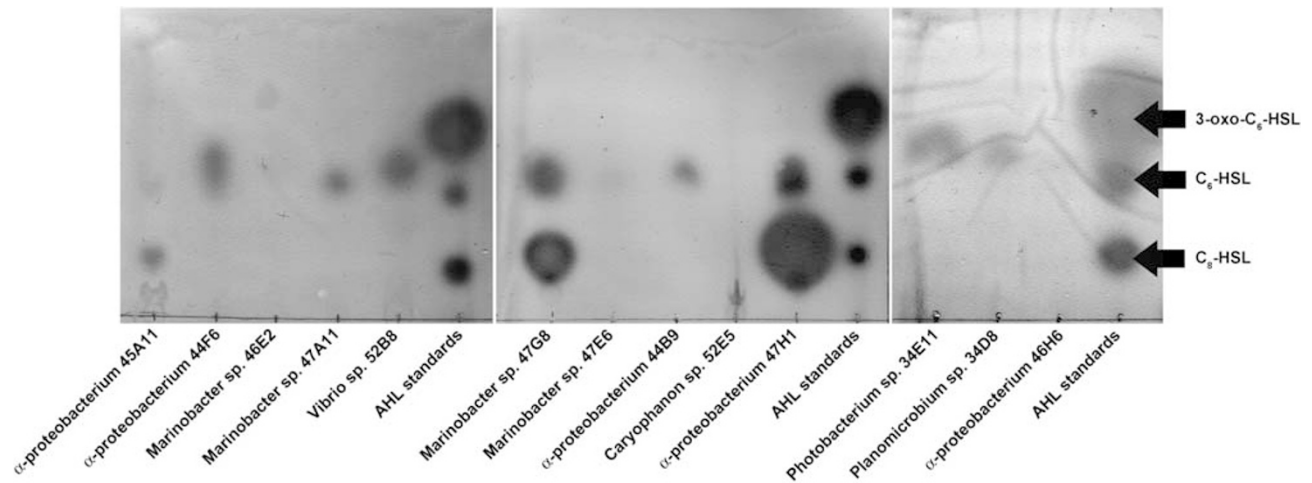 3-oxo-C₆-HSL
C₆-HSL
C₈-HSL
α-proteobacterium 45A11
α-proteobacterium 44F6
Marinobacter sp. 46E2
Marinobacter sp. 47A11
Vibrio sp. 52B8
AHL standards
Marinobacter sp. 47G8
Marinobacter sp. 47E6
α-proteobacterium 44B9
Caryophanon sp. 52E5
α-proteobacterium 47H1
AHL standards
Photobacterium sp. 34E11
Planomicrobium sp. 34D8
α-proteobacterium 46H6
AHL standards